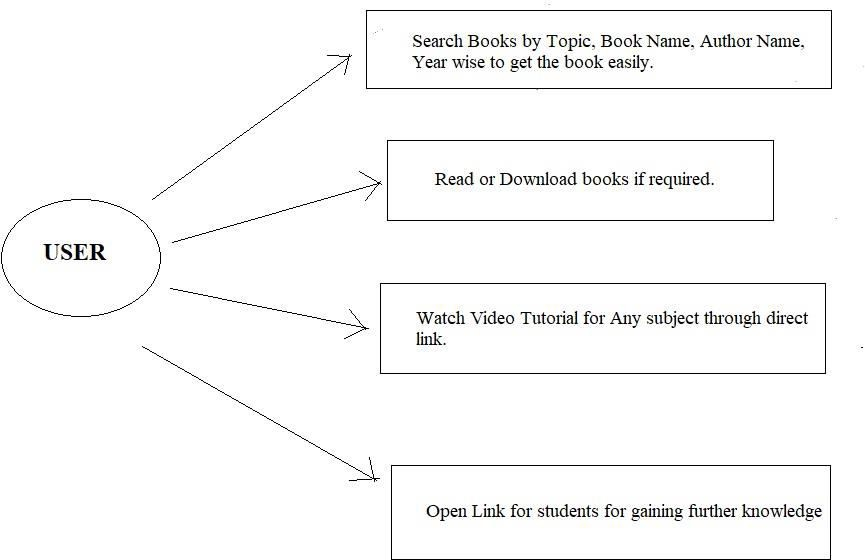 Search Books by Topic, Book Name, Author Name,
Year wise to get the book easily.
Read or Download books if required.
USER
Watch Video Tutorial for Any subject through direct
link.
Open Link for students for gaining further knowledge